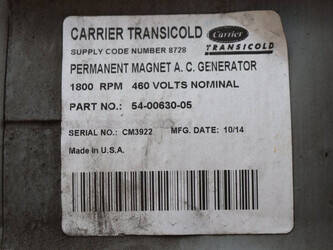 CARRIER TRANSICOLD
SUPPLY CODE NUMBER 8728
Carrier
TRANSICOLD
PERMANENT MAGNET A. C. GENERATOR
1800 RPM 460 VOLTS NOMINAL
PART NO.: 54-00630-05
SERIAL NO.: CM3922 MFG. DATE: 10/14
Made in U.S.A.